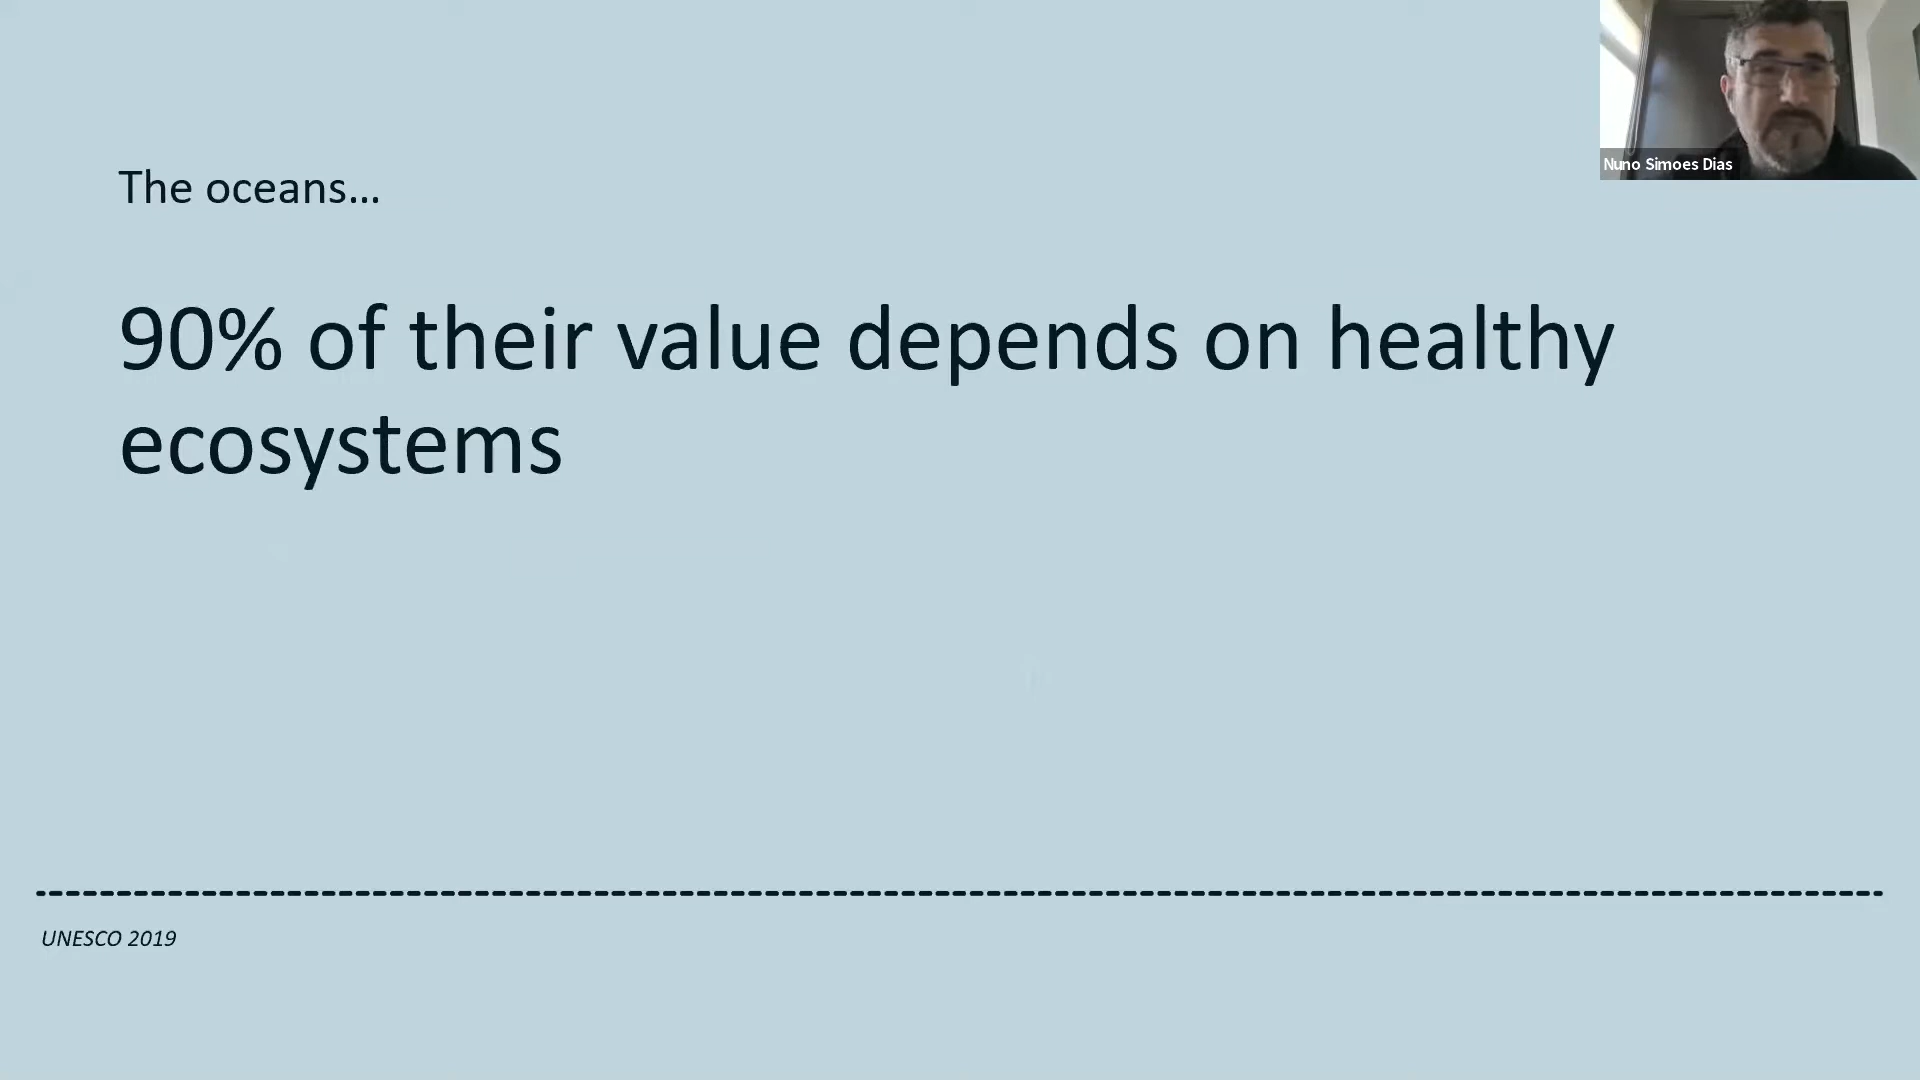 The oceans...
90% of their value depends on healthy
ecosystems
UNESCO 2019
Nuno Simoes Dias